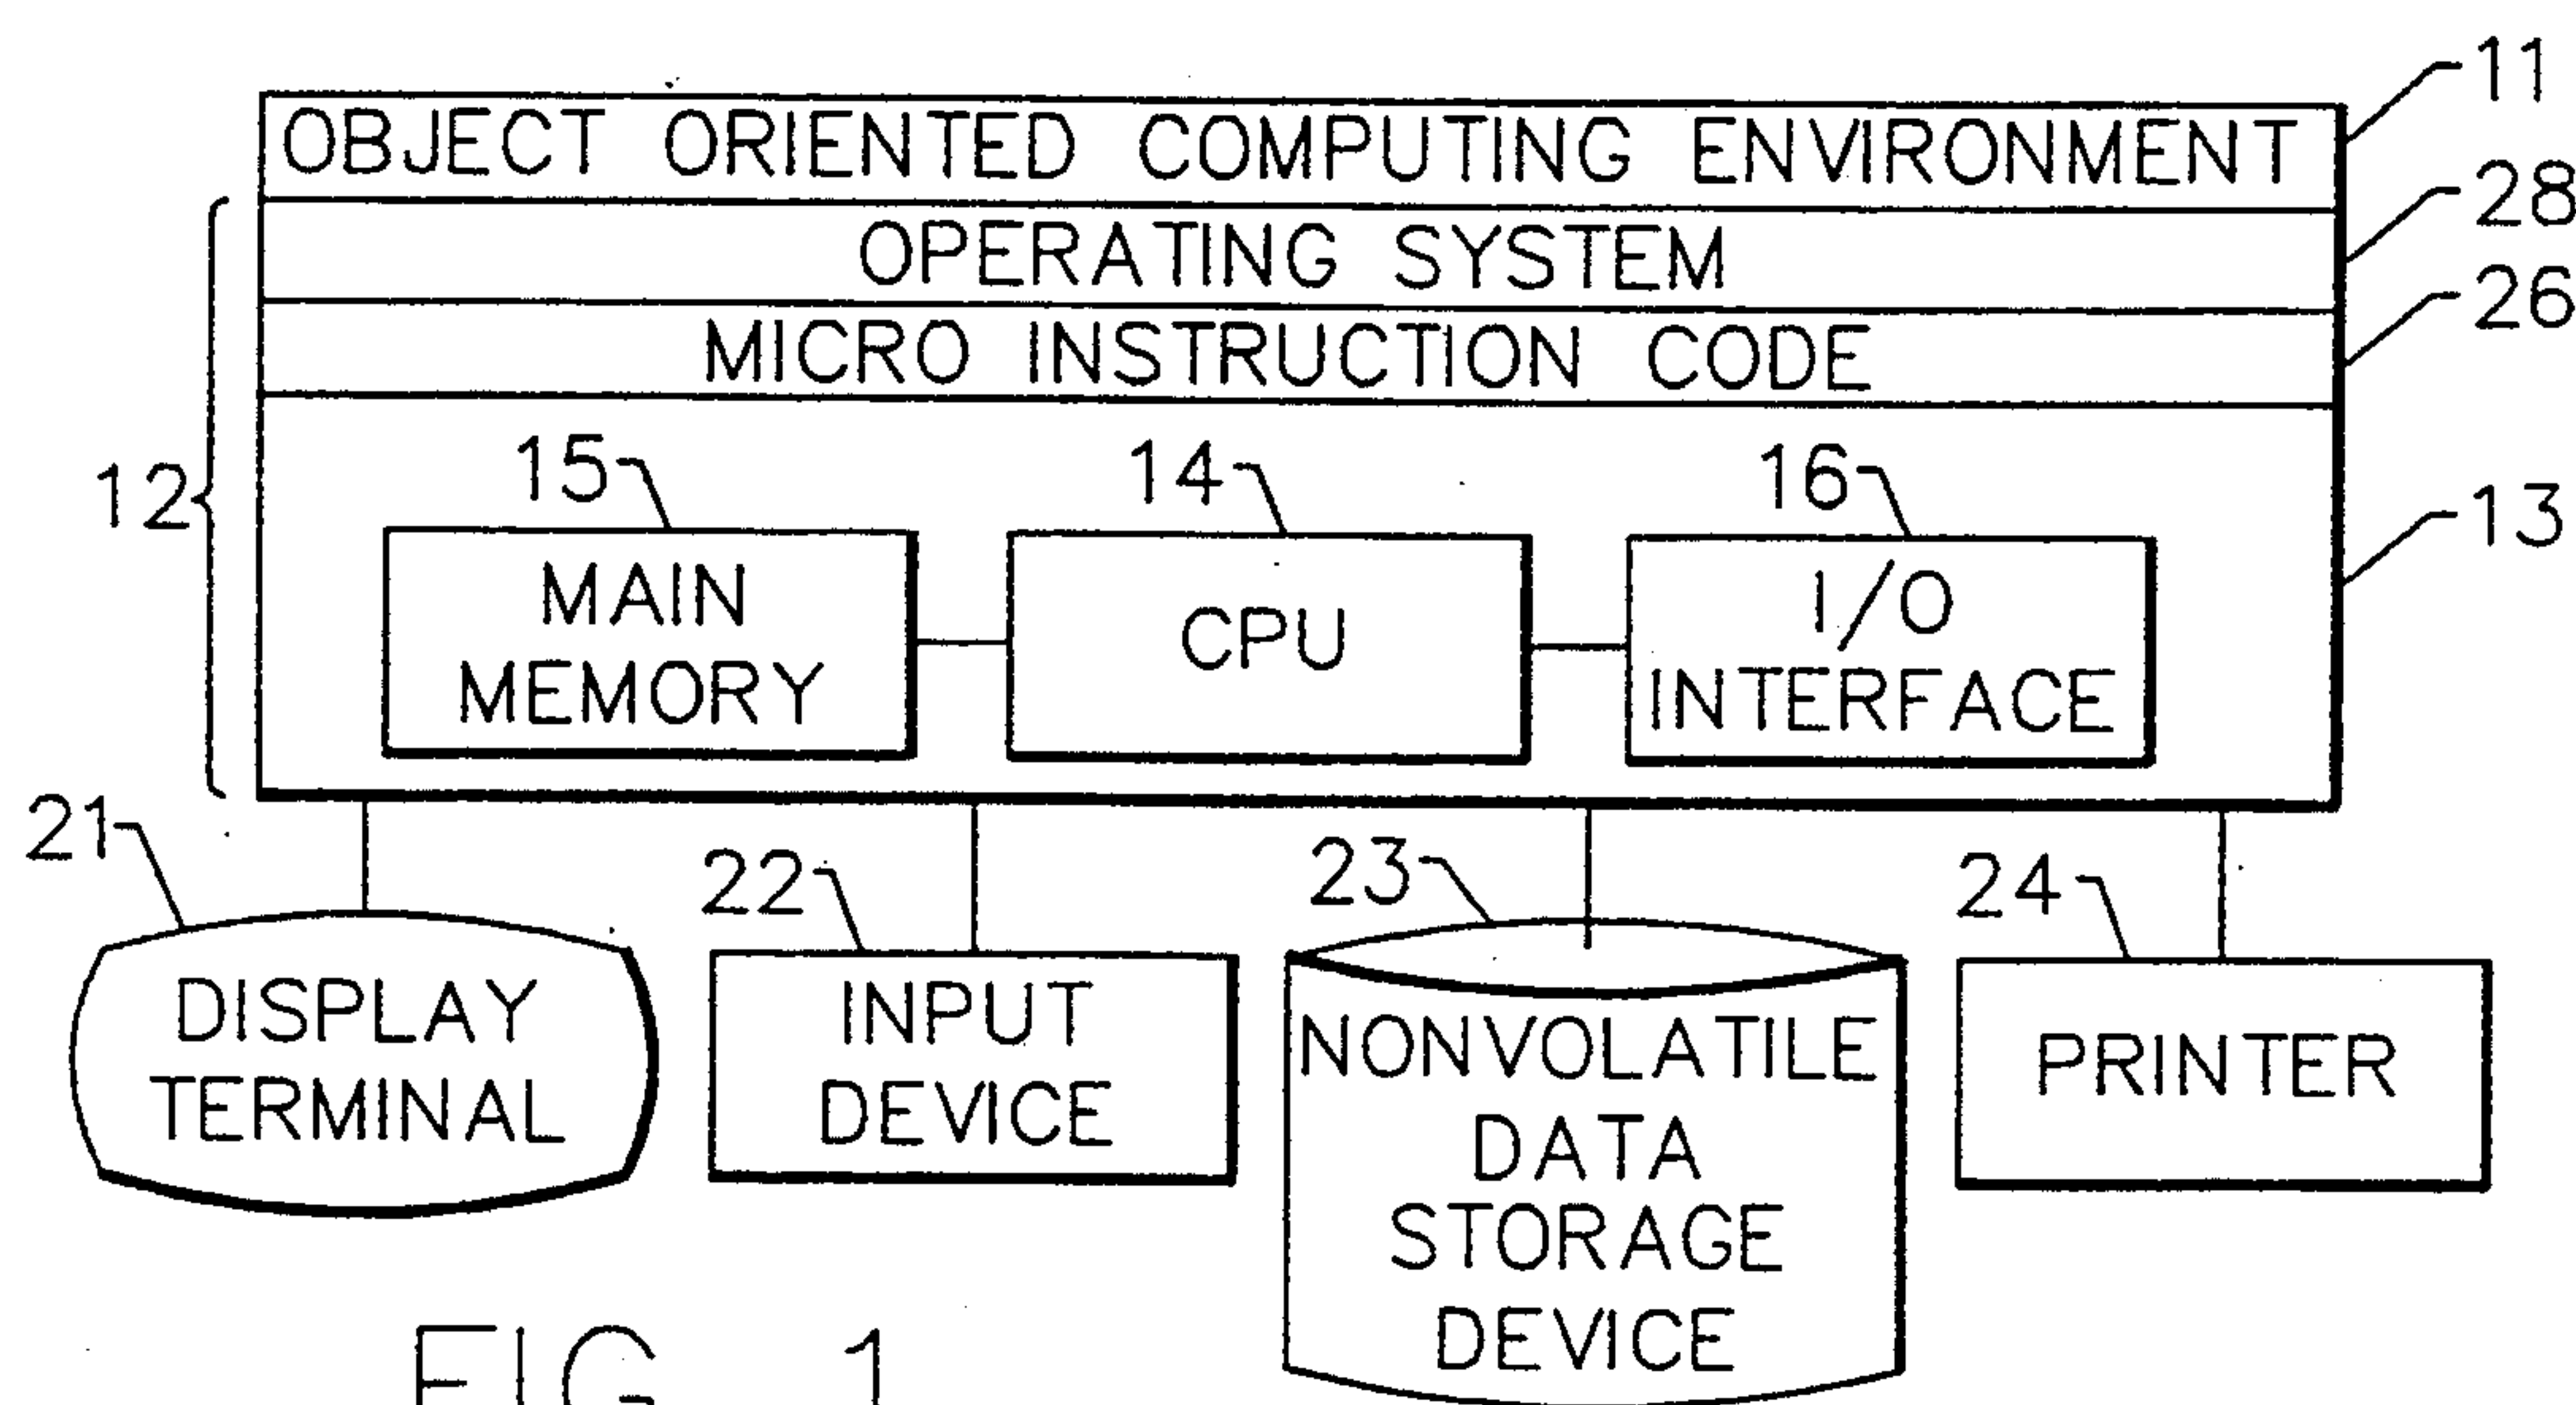 11
OBJECT ORIENTED COMPUTING ENVIRONMENT
28
OPERATING SYSTEM
26
MICRO INSTRUCTION CODE
12
15
14
16
13
MAIN
MEMORY
CPU
I/O
INTERFACE
21
22
23
24
DISPLAY
TERMINAL
INPUT
DEVICE
NONVOLATILE
DATA
STORAGE
DEVICE
PRINTER
FIG. 1